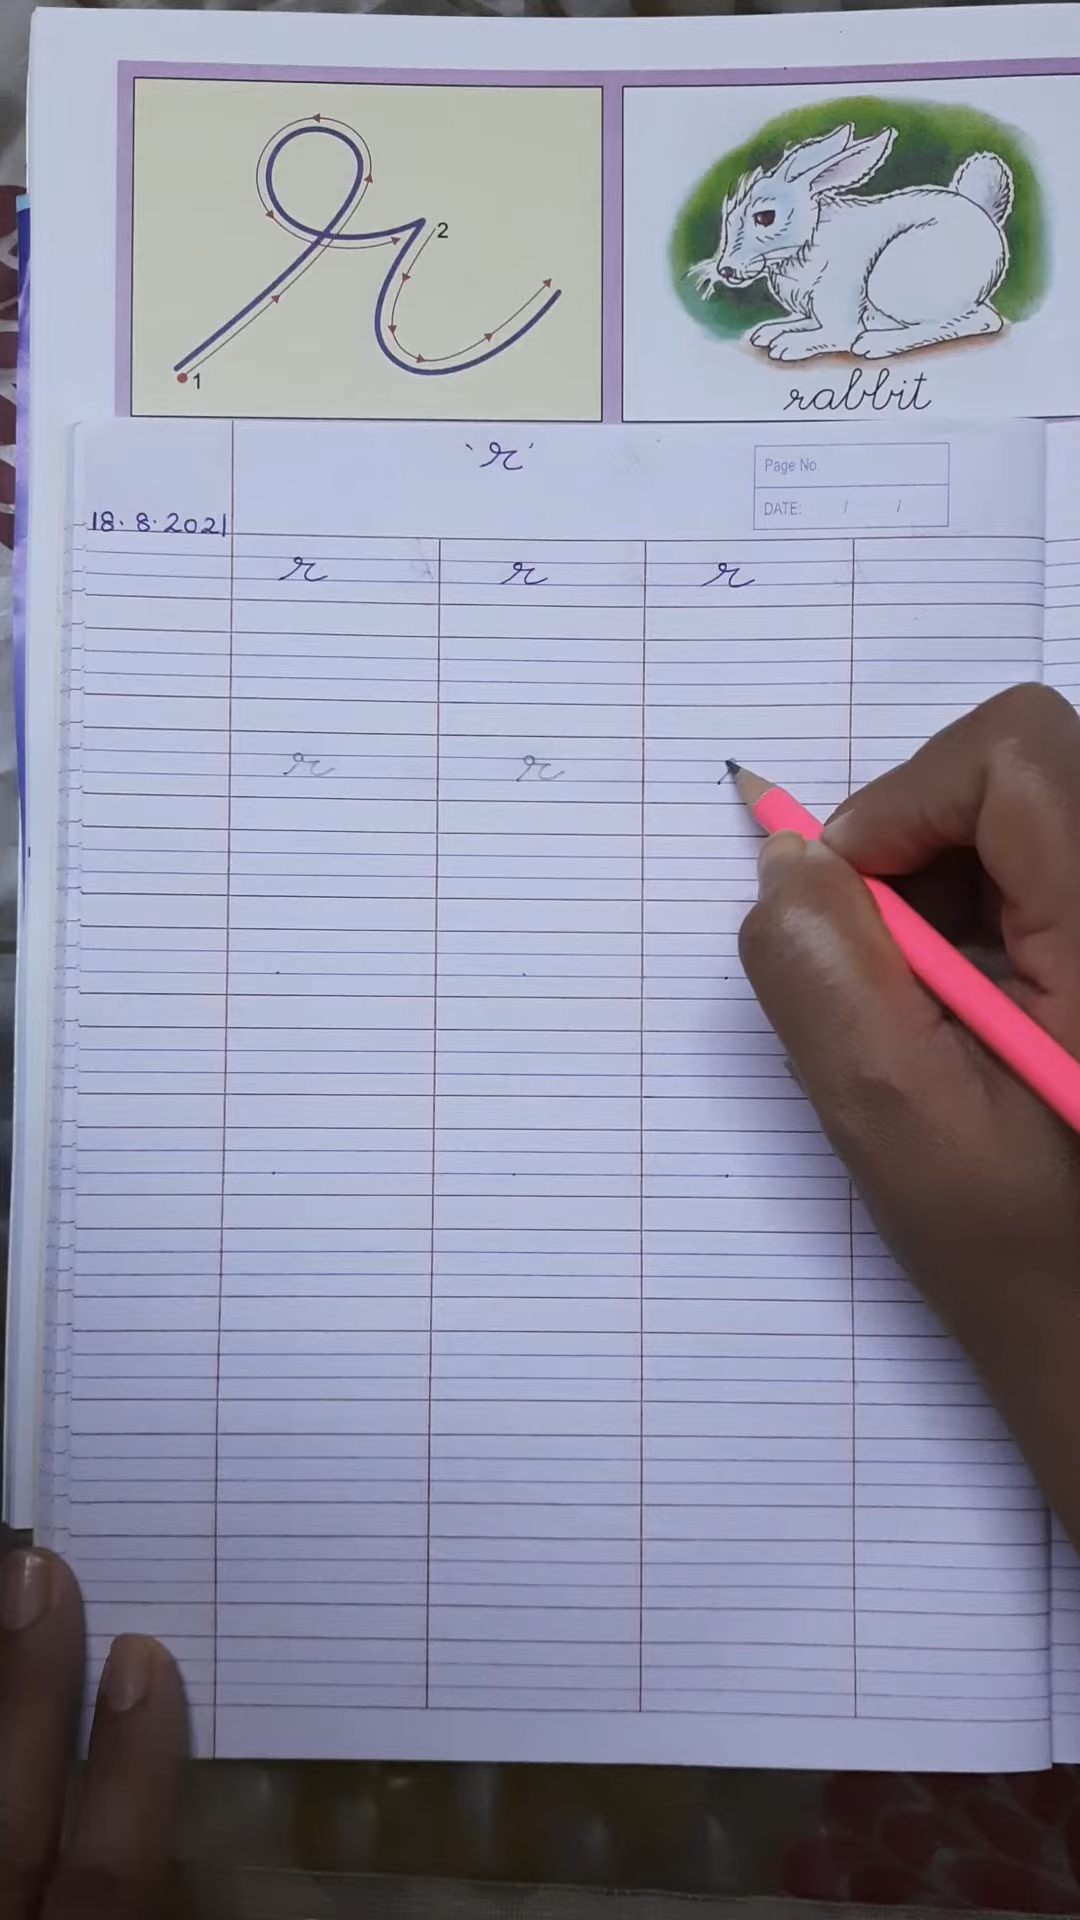 r
1
2
rabbit
'r'
Page No.
DATE: / /
18.8.2021
r r r
r r